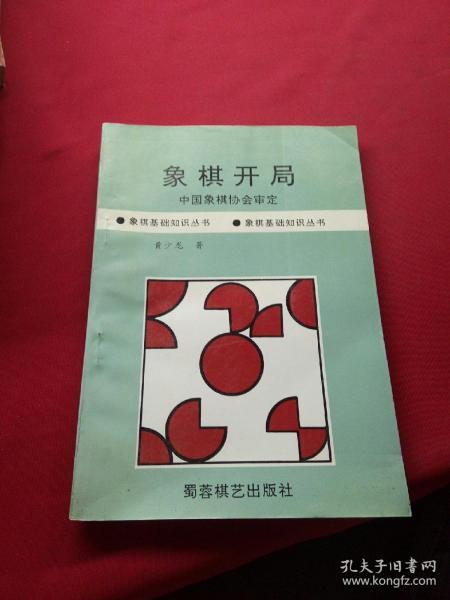 象棋开局
中国象棋协会审定
●象棋基础知识丛书 ●象棋基础知识丛书
黄少龙 著
蜀蓉棋艺出版社
孔夫子旧书网
www.kongfz.com